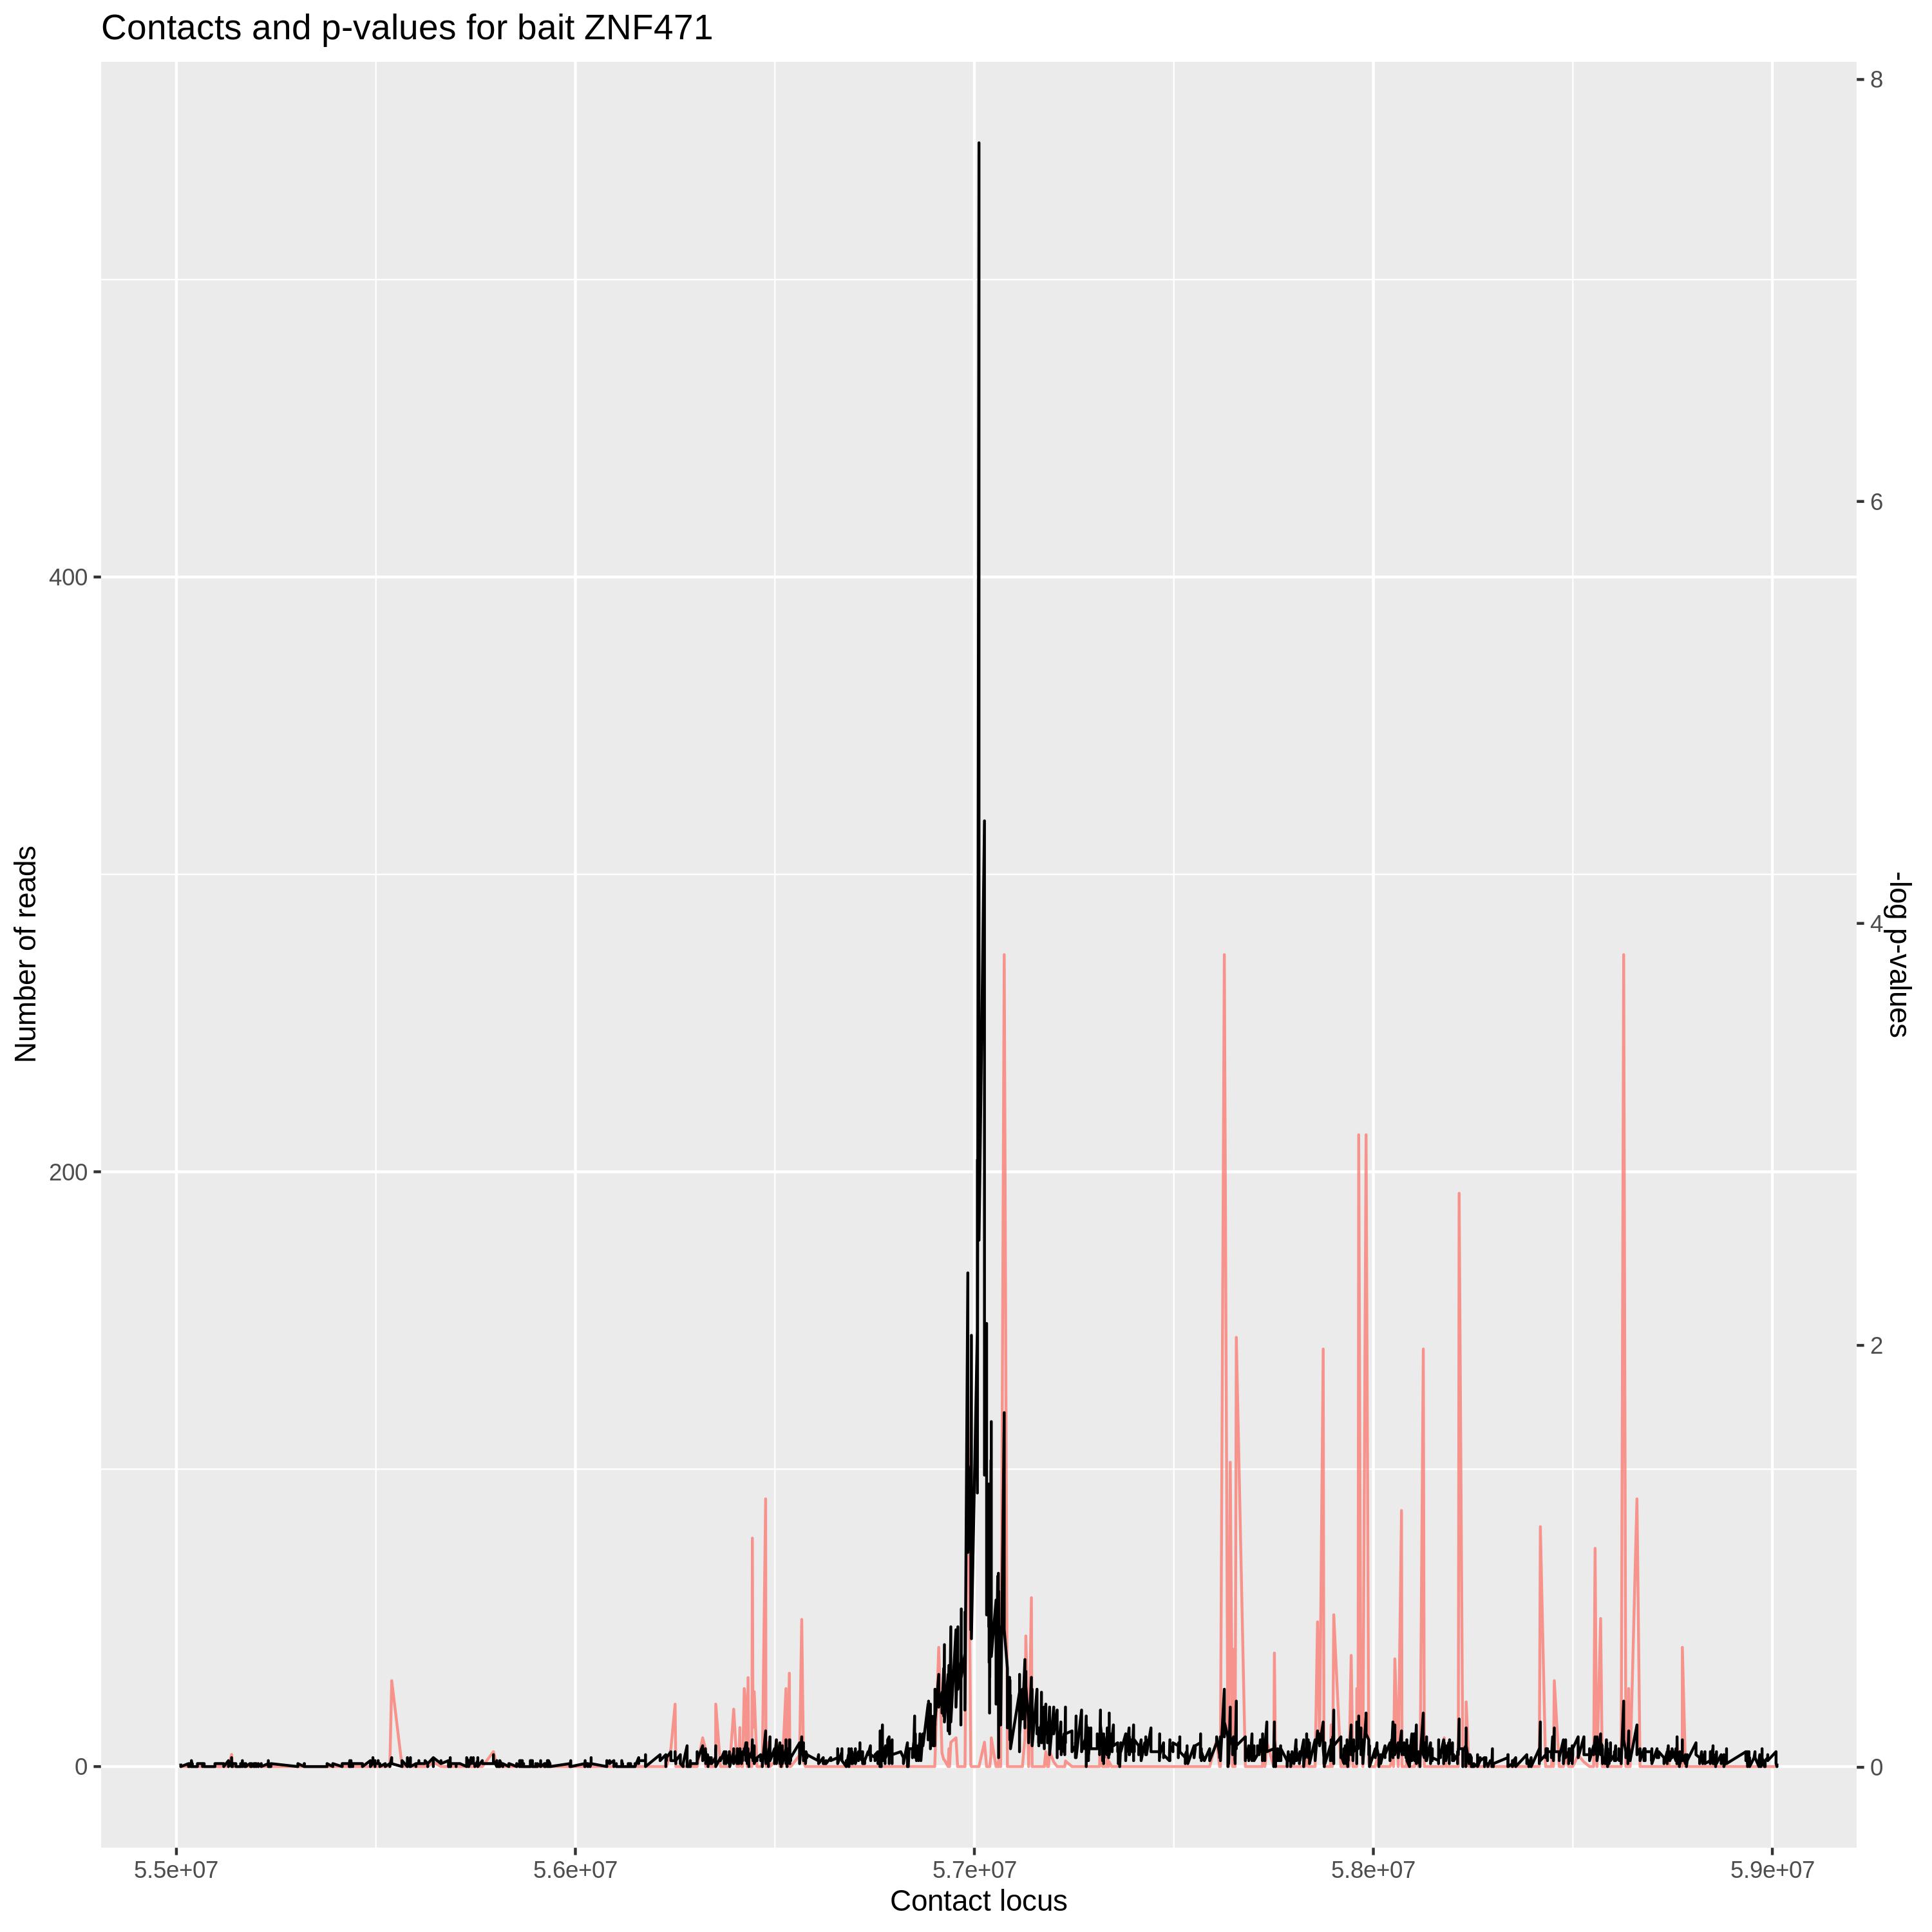 Contacts and p-values for bait ZNF471
8
6
400
4
Number of reads
-log p-values
200
2
0
0
5.5e+07 5.6e+07 5.7e+07 5.8e+07 5.9e+07
Contact locus